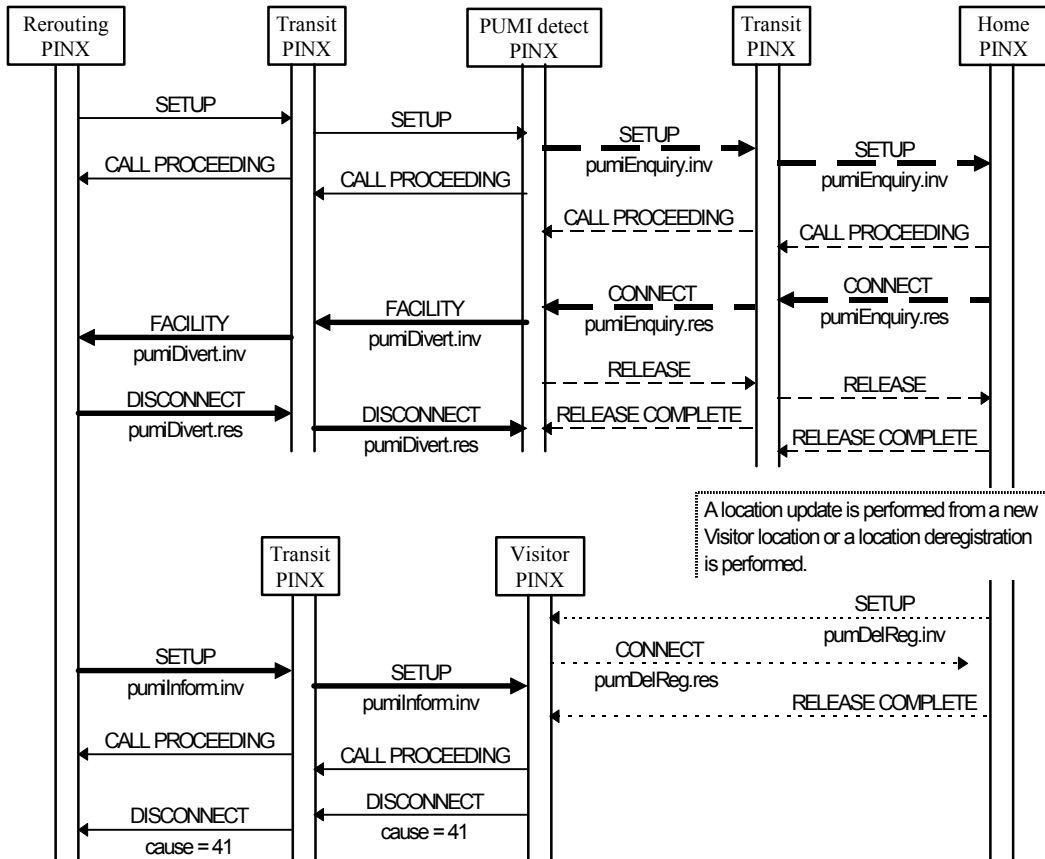 Rerouting
PINX
Transit
PINX
PUMI detect
PINX
Transit
PINX
Home
PINX
SETUP
SETUP
SETUP
pumiEnquiry.inv
SETUP
pumiEnquiry.inv
CALL PROCEEDING
CALL PROCEEDING
CALL PROCEEDING
CALL PROCEEDING
CONNECT
pumiEnquiry.res
CONNECT
pumiEnquiry.res
FACILITY
pumiDivert.inv
FACILITY
pumiDivert.inv
RELEASE
RELEASE
DISCONNECT
pumiDivert.res
DISCONNECT
pumiDivert.res
RELEASE COMPLETE
RELEASE COMPLETE
A location update is performed from a new
Visitor location or a location deregistration
is performed.
Transit
PINX
Visitor
PINX
SETUP
pumDelReg.inv
CONNECT
pumDelReg.res
RELEASE COMPLETE
SETUP
pumiInform.inv
SETUP
pumiInform.inv
CALL PROCEEDING
CALL PROCEEDING
DISCONNECT
cause = 41
DISCONNECT
cause = 41